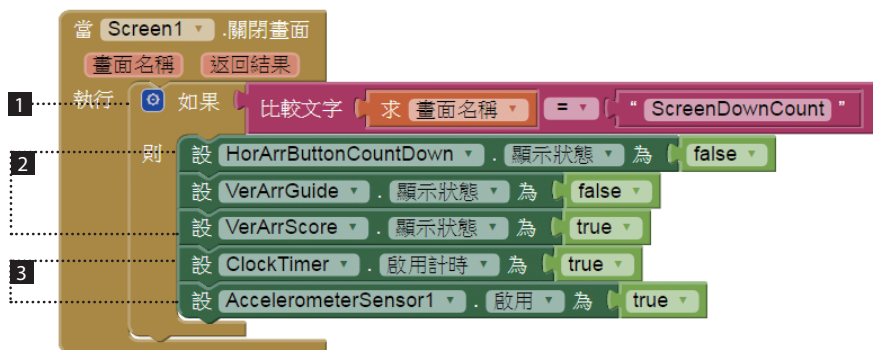 當 Screen1 .關閉畫面
畫面名稱 返回結果
1 執行 如果 比較文字 求 畫面名稱 = “ ScreenDownCount ”
2 則 設 HorArrButtonCountDown . 顯示狀態 為 false
設 VerArrGuide . 顯示狀態 為 false
設 VerArrScore . 顯示狀態 為 true
3 設 ClockTimer . 啟用計時 為 true
設 AccelerometerSensor1 . 啟用 為 true